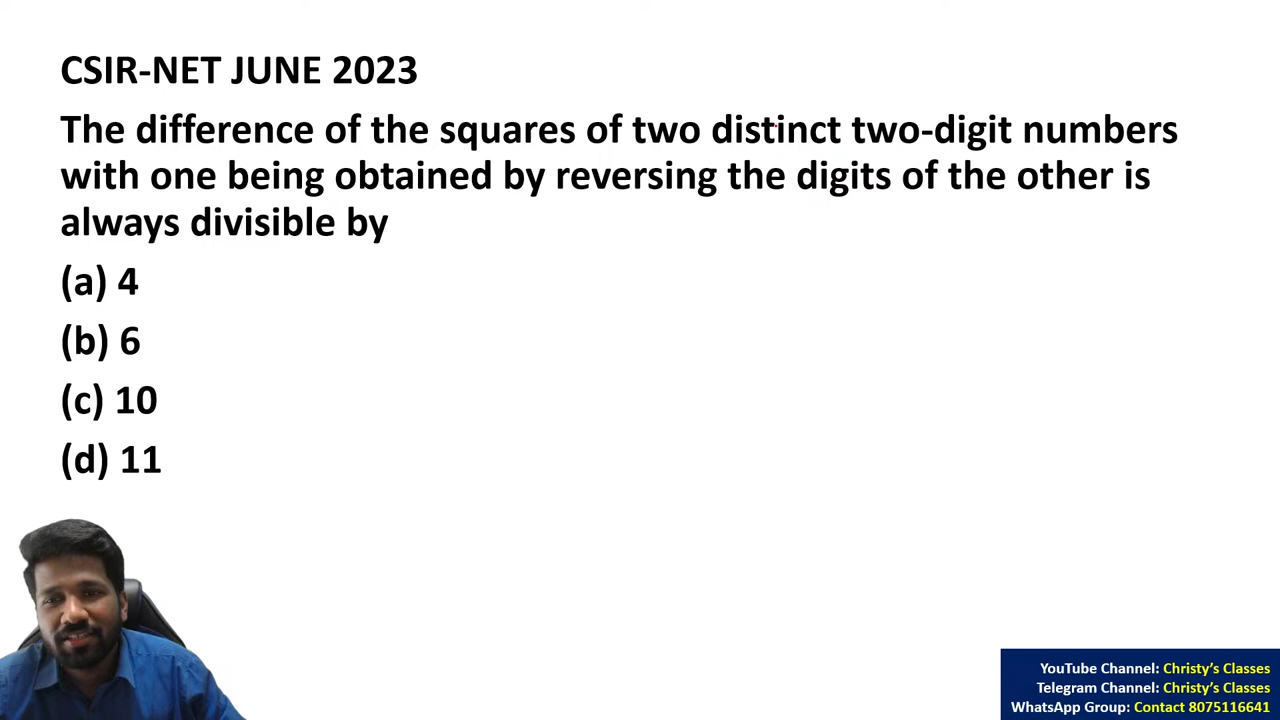 CSIR-NET JUNE 2023
The difference of the squares of two distinct two-digit numbers
with one being obtained by reversing the digits of the other is
always divisible by
(a) 4
(b) 6
(c) 10
(d) 11
YouTube Channel: Christy's Classes
Telegram Channel: Christy's Classes
WhatsApp Group: Contact 8075116641